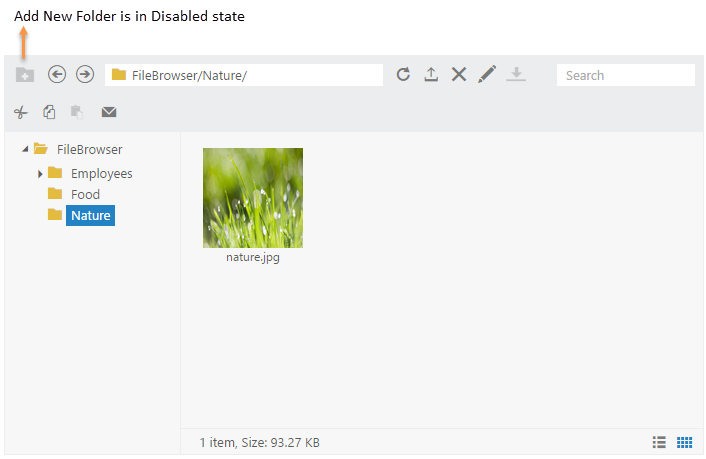 Add New Folder is in Disabled state
FileBrowser/Nature/
Search
FileBrowser
Employees
Food
Nature
nature.jpg
1 item, Size: 93.27 KB